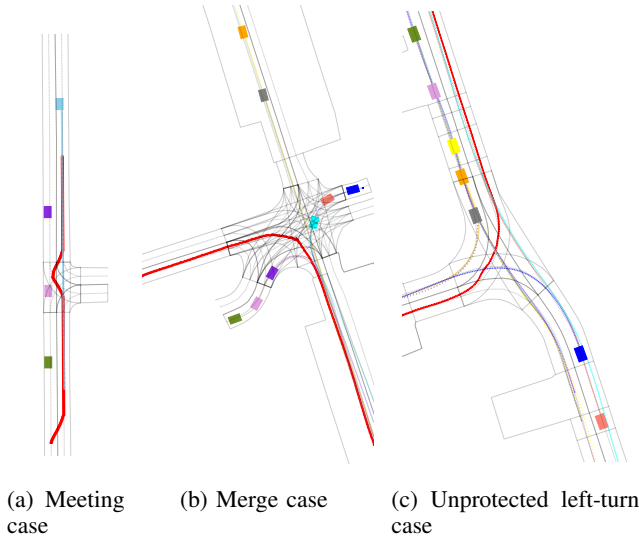 (a) Meeting case
(b) Merge case
(c) Unprotected left-turn case